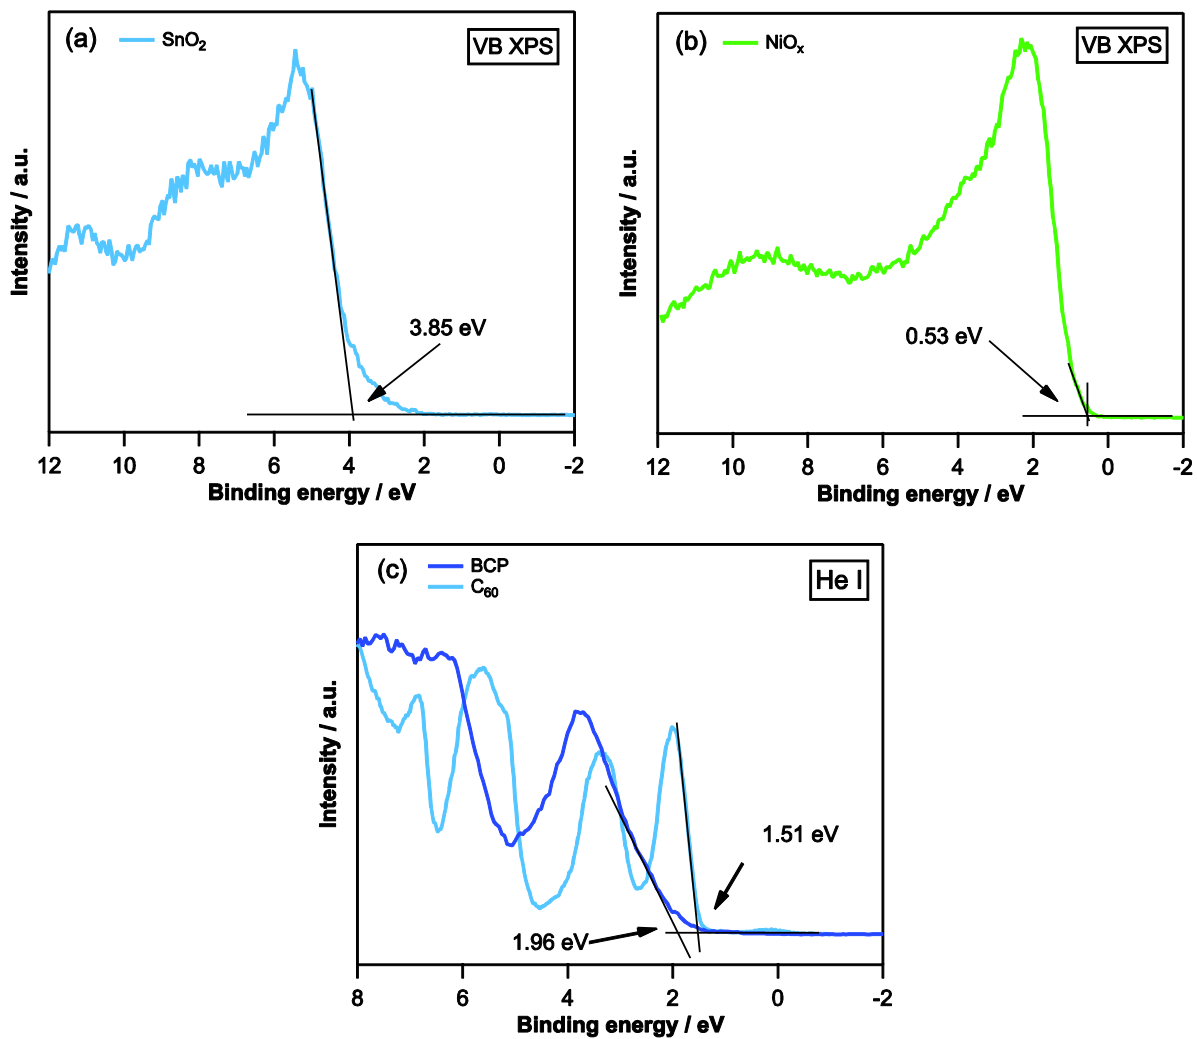 (a) SnO₂ VB XPS
Intensity / a.u.
3.85 eV
12 10 8 6 4 2 0 -2
Binding energy / eV
(b) NiOₓ VB XPS
Intensity / a.u.
0.53 eV
12 10 8 6 4 2 0 -2
Binding energy / eV
(c) BCP He I
C₆₀
Intensity / a.u.
1.51 eV
1.96 eV
8 6 4 2 0 -2
Binding energy / eV